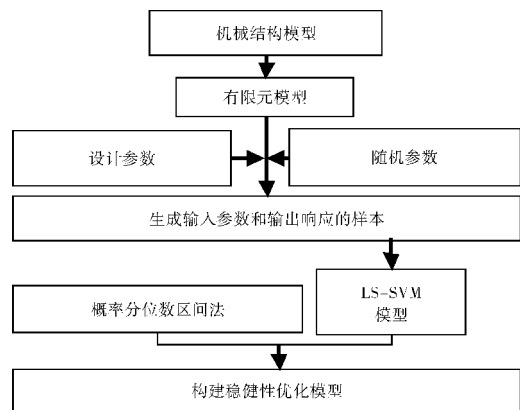 机械结构模型
有限元模型
设计参数
随机参数
生成输入参数和输出响应的样本
LS-SVM
模型
概率分位数区间法
构建稳健性优化模型